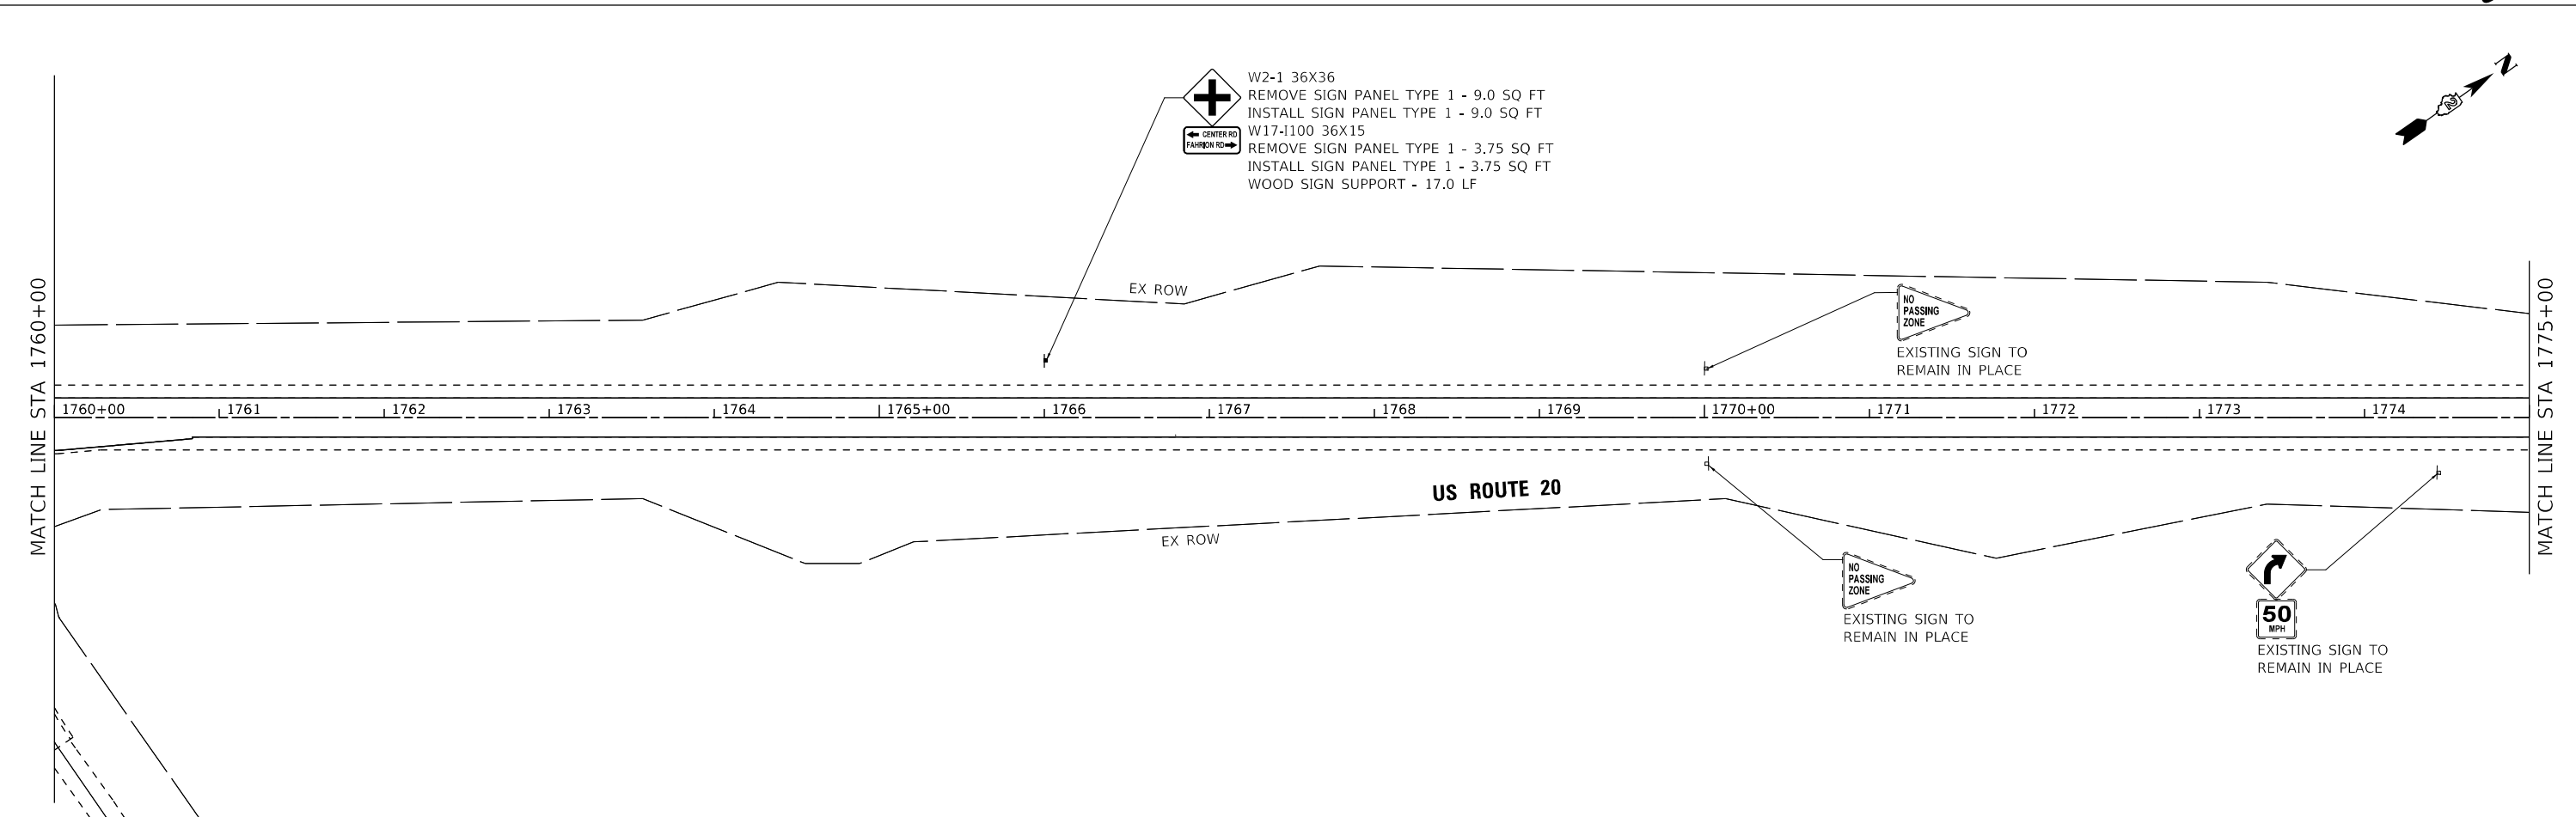 N
W2-1 36X36
REMOVE SIGN PANEL TYPE 1 - 9.0 SQ FT
INSTALL SIGN PANEL TYPE 1 - 9.0 SQ FT
W17-I100 36X15
REMOVE SIGN PANEL TYPE 1 - 3.75 SQ FT
INSTALL SIGN PANEL TYPE 1 - 3.75 SQ FT
WOOD SIGN SUPPORT - 17.0 LF
CENTER RD
FAHRION RD
EX ROW
NO
PASSING
ZONE
EXISTING SIGN TO
REMAIN IN PLACE
MATCH LINE STA 1760+00
1760+00 1761 1762 1763 1764 1765+00 1766 1767 1768 1769 1770+00 1771 1772 1773 1774
MATCH LINE STA 1775+00
US ROUTE 20
EX ROW
NO
PASSING
ZONE
EXISTING SIGN TO
REMAIN IN PLACE
50
MPH
EXISTING SIGN TO
REMAIN IN PLACE